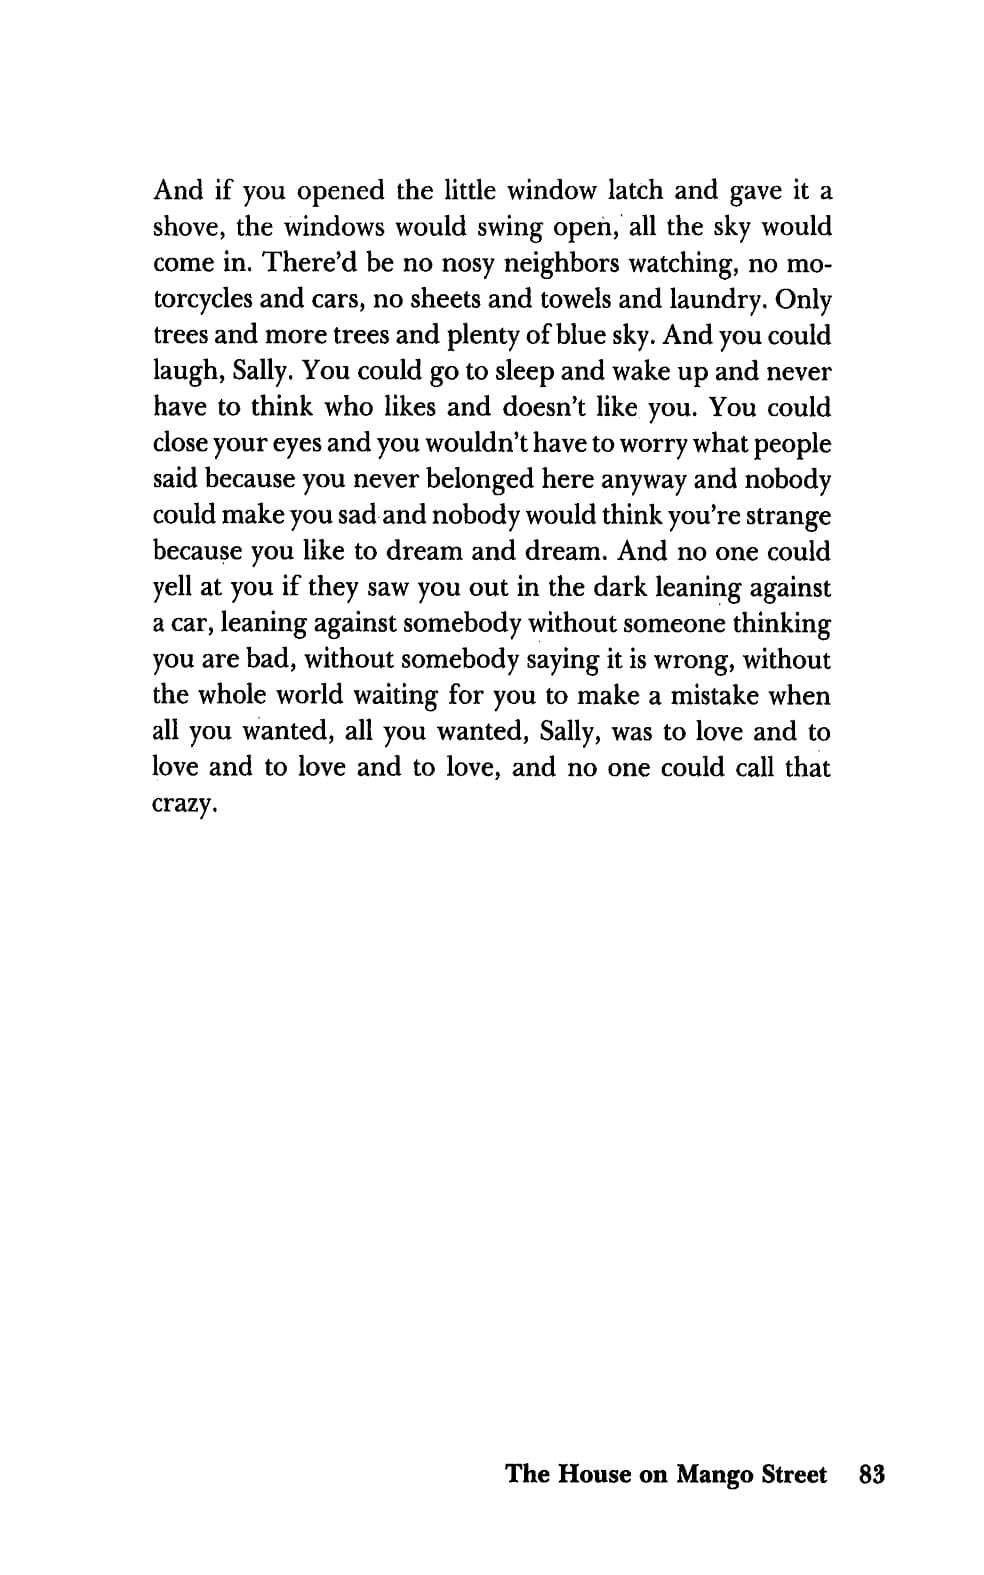 And if you opened the little window latch and gave it a
shove, the windows would swing open, all the sky would
come in. There'd be no nosy neighbors watching, no mo-
torcycles and cars, no sheets and towels and laundry. Only
trees and more trees and plenty of blue sky. And you could
laugh, Sally. You could go to sleep and wake up and never
have to think who likes and doesn't like you. You could
close your eyes and you wouldn't have to worry what people
said because you never belonged here anyway and nobody
could make you sad and nobody would think you're strange
because you like to dream and dream. And no one could
yell at you if they saw you out in the dark leaning against
a car, leaning against somebody without someone thinking
you are bad, without somebody saying it is wrong, without
the whole world waiting for you to make a mistake when
all you wanted, all you wanted, Sally, was to love and to
love and to love and to love, and no one could call that
crazy.
The House on Mango Street 83